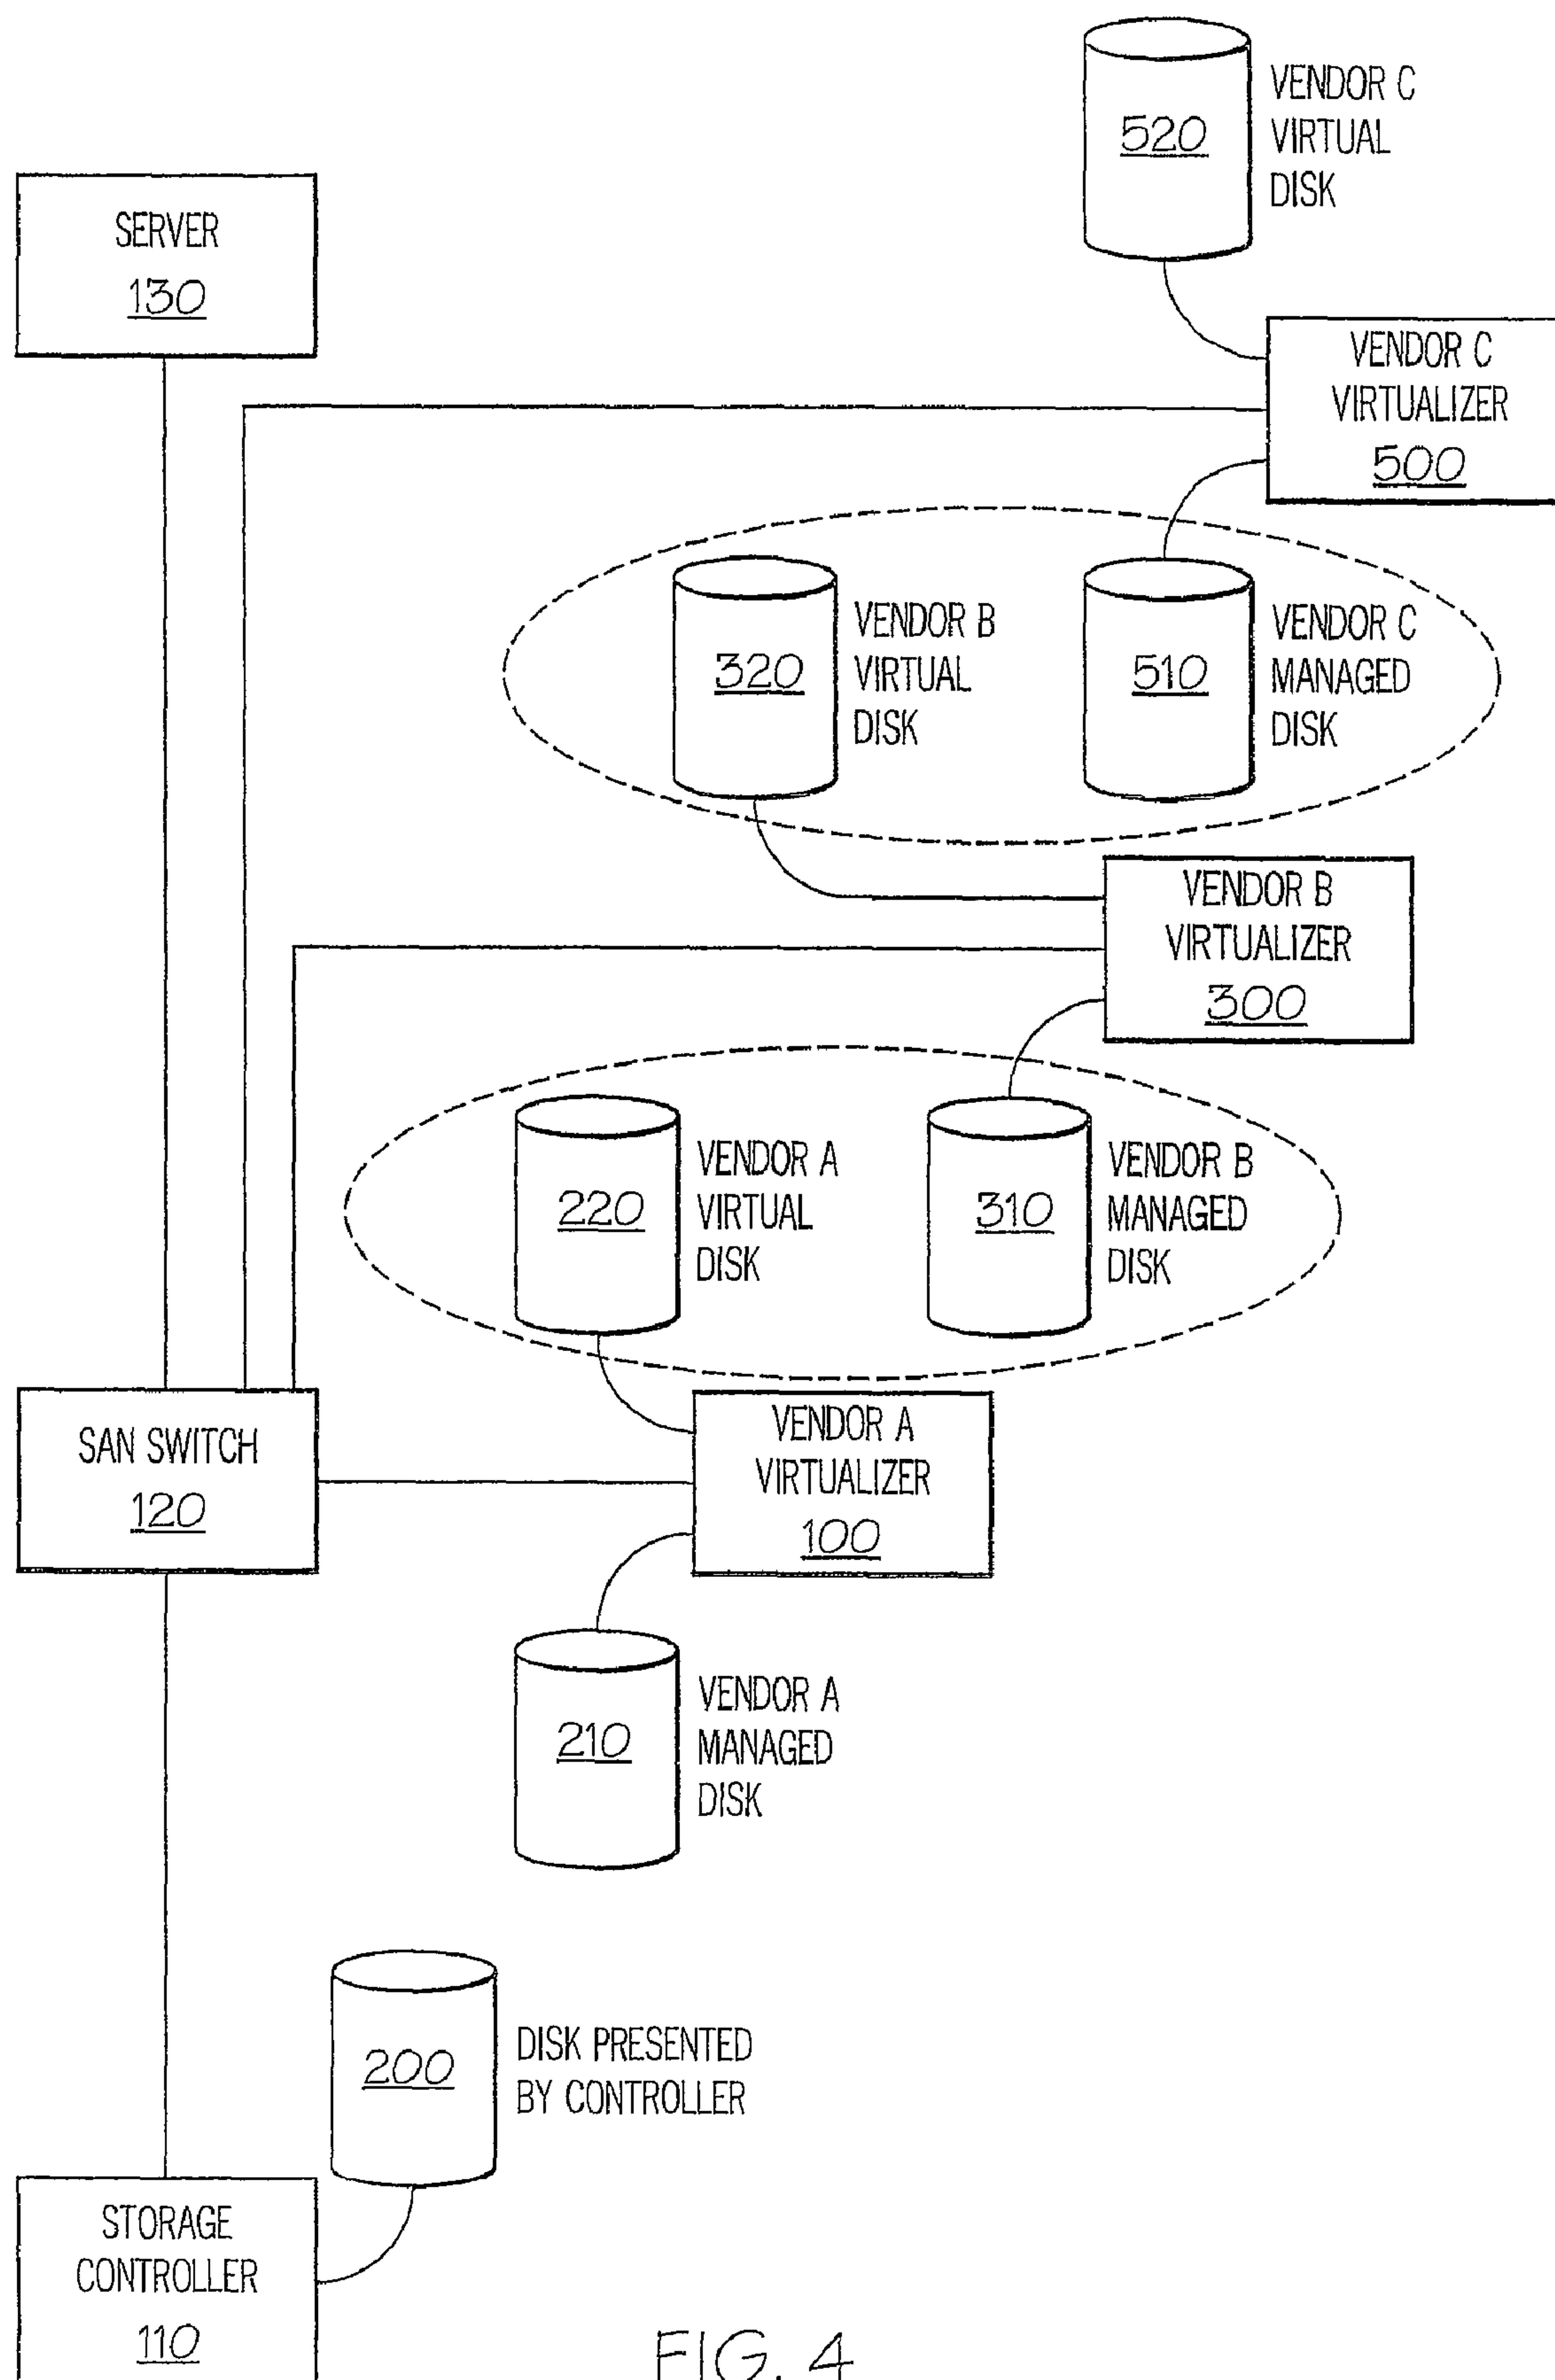 VENDOR C
VIRTUAL
DISK
520
SERVER
130
VENDOR C
VIRTUALIZER
500
320
VENDOR B
VIRTUAL
DISK
510
VENDOR C
MANAGED
DISK
VENDOR B
VIRTUALIZER
300
220
VENDOR A
VIRTUAL
DISK
310
VENDOR B
MANAGED
DISK
SAN SWITCH
120
VENDOR A
VIRTUALIZER
100
210
VENDOR A
MANAGED
DISK
200
DISK PRESENTED
BY CONTROLLER
STORAGE
CONTROLLER
110
FIG. 4